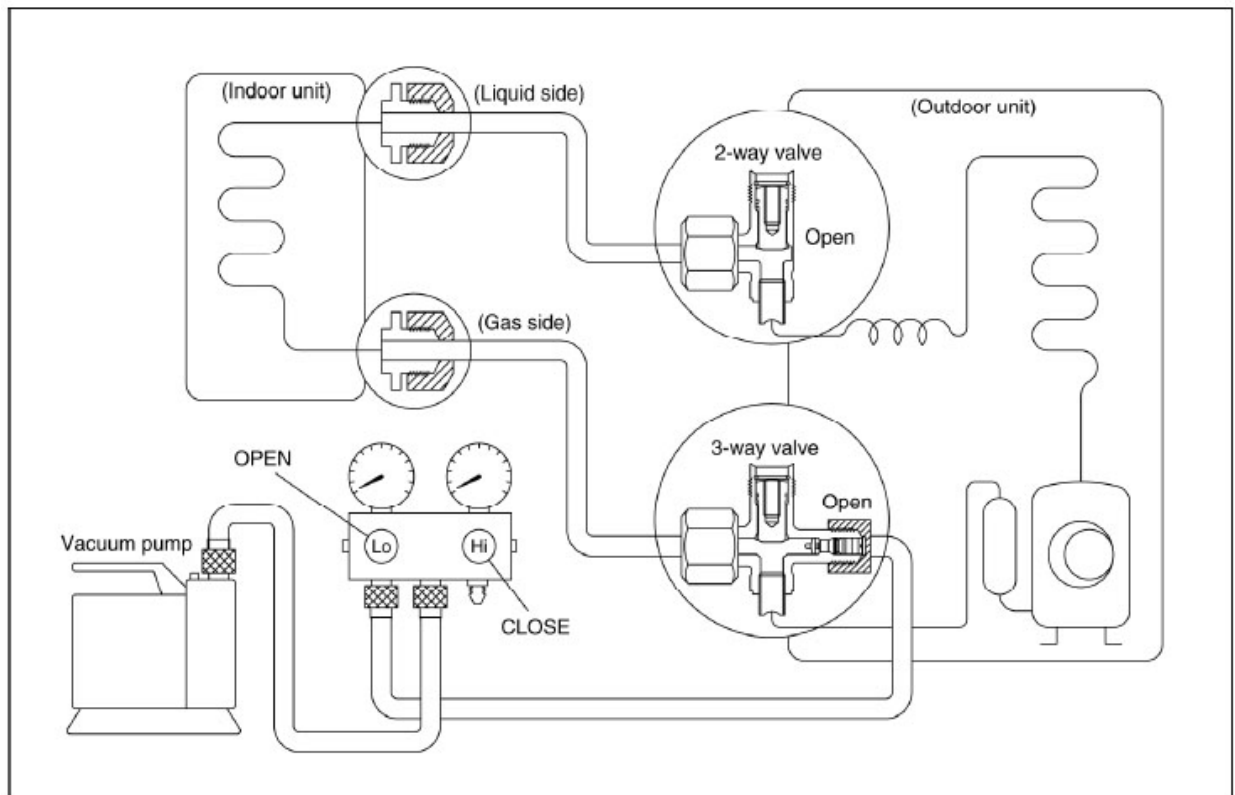 (Indoor unit)
(Liquid side)
(Outdoor unit)
2-way valve
Open
(Gas side)
3-way valve
Open
OPEN
Lo
Hi
Vacuum pump
CLOSE